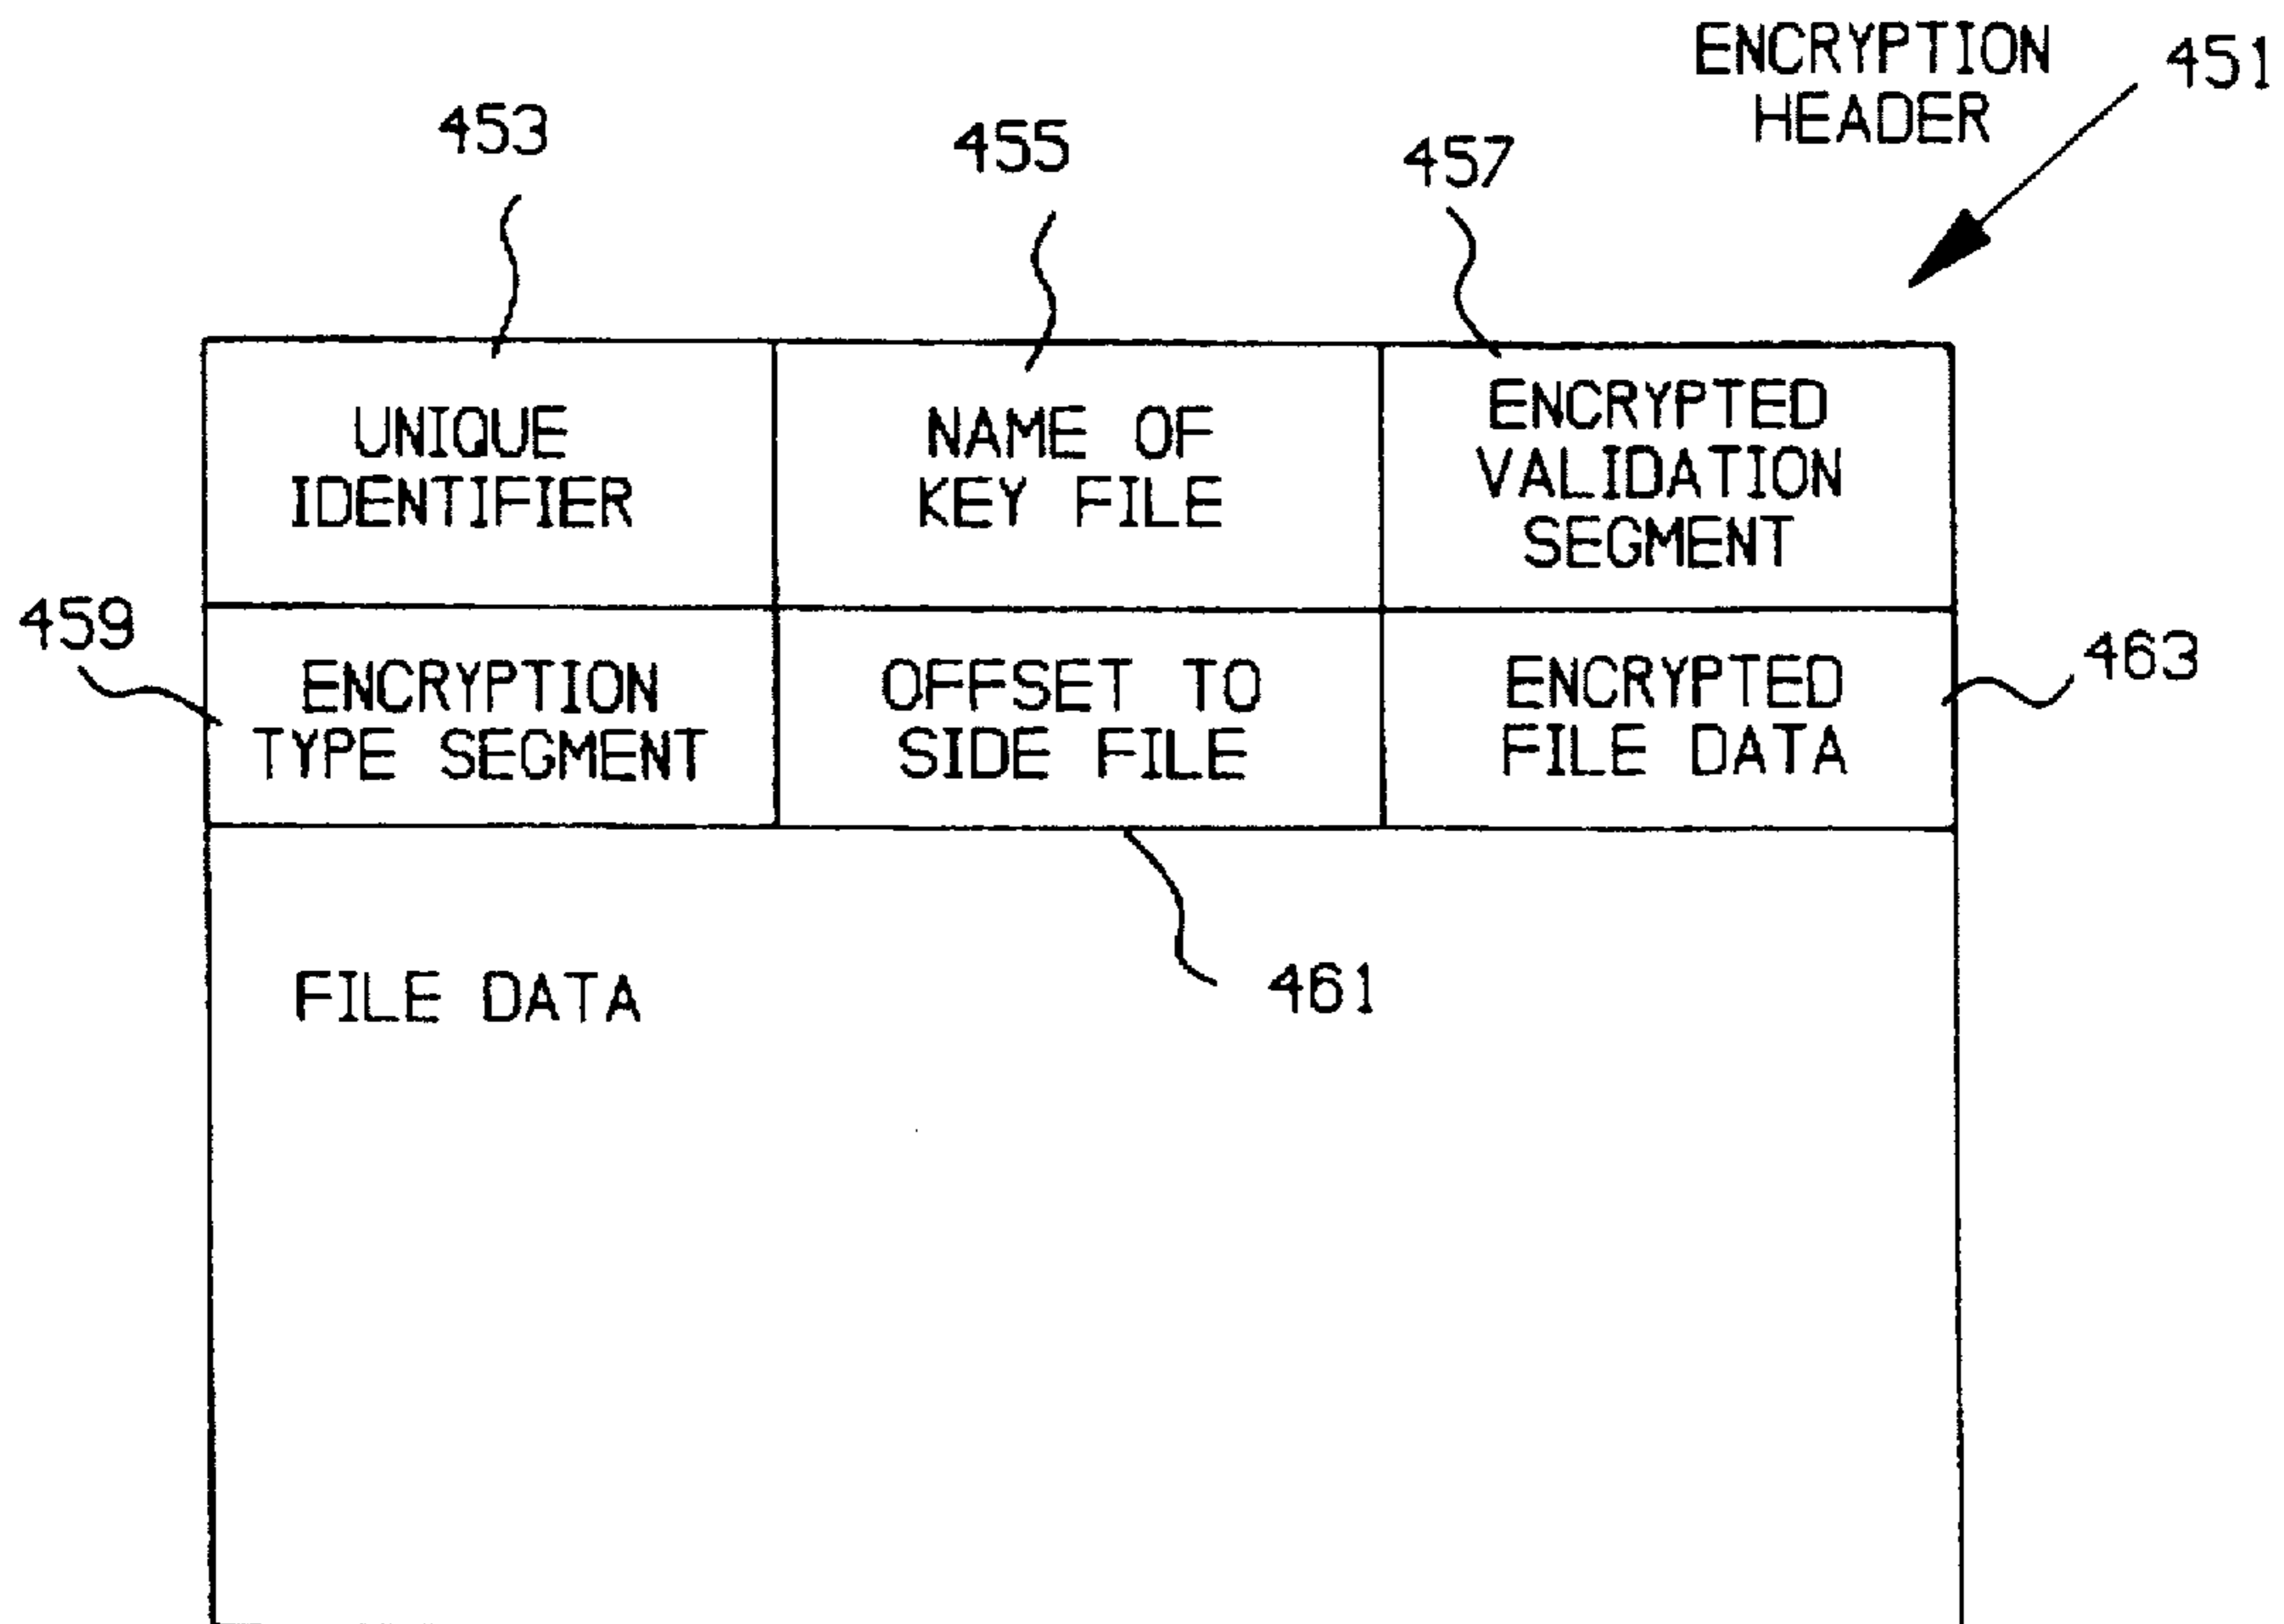 ENCRYPTION
HEADER
451
453
455
457
UNIQUE
IDENTIFIER
NAME OF
KEY FILE
ENCRYPTED
VALIDATION
SEGMENT
459
ENCRYPTION
TYPE SEGMENT
OFFSET TO
SIDE FILE
ENCRYPTED
FILE DATA
463
FILE DATA
461